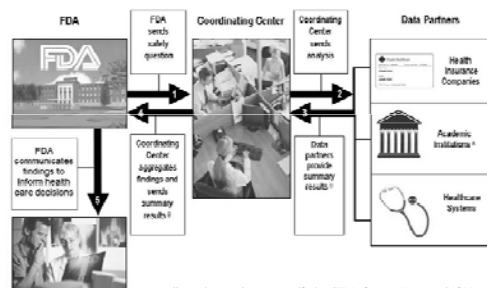 FDA
Coordinating Center
Data Partners
FDA
sends
safety
question
Coordinating
Center
sends
analysis
FDA
1
2
Health
Insurance
Companies
3
Academic
Institutions
FDA
communicates
findings to
inform health
care decisions
Coordinating
Center
aggregates
findings and
sends
summary
results
Data
partners
provide
summary
results
5
Healthcare
Systems